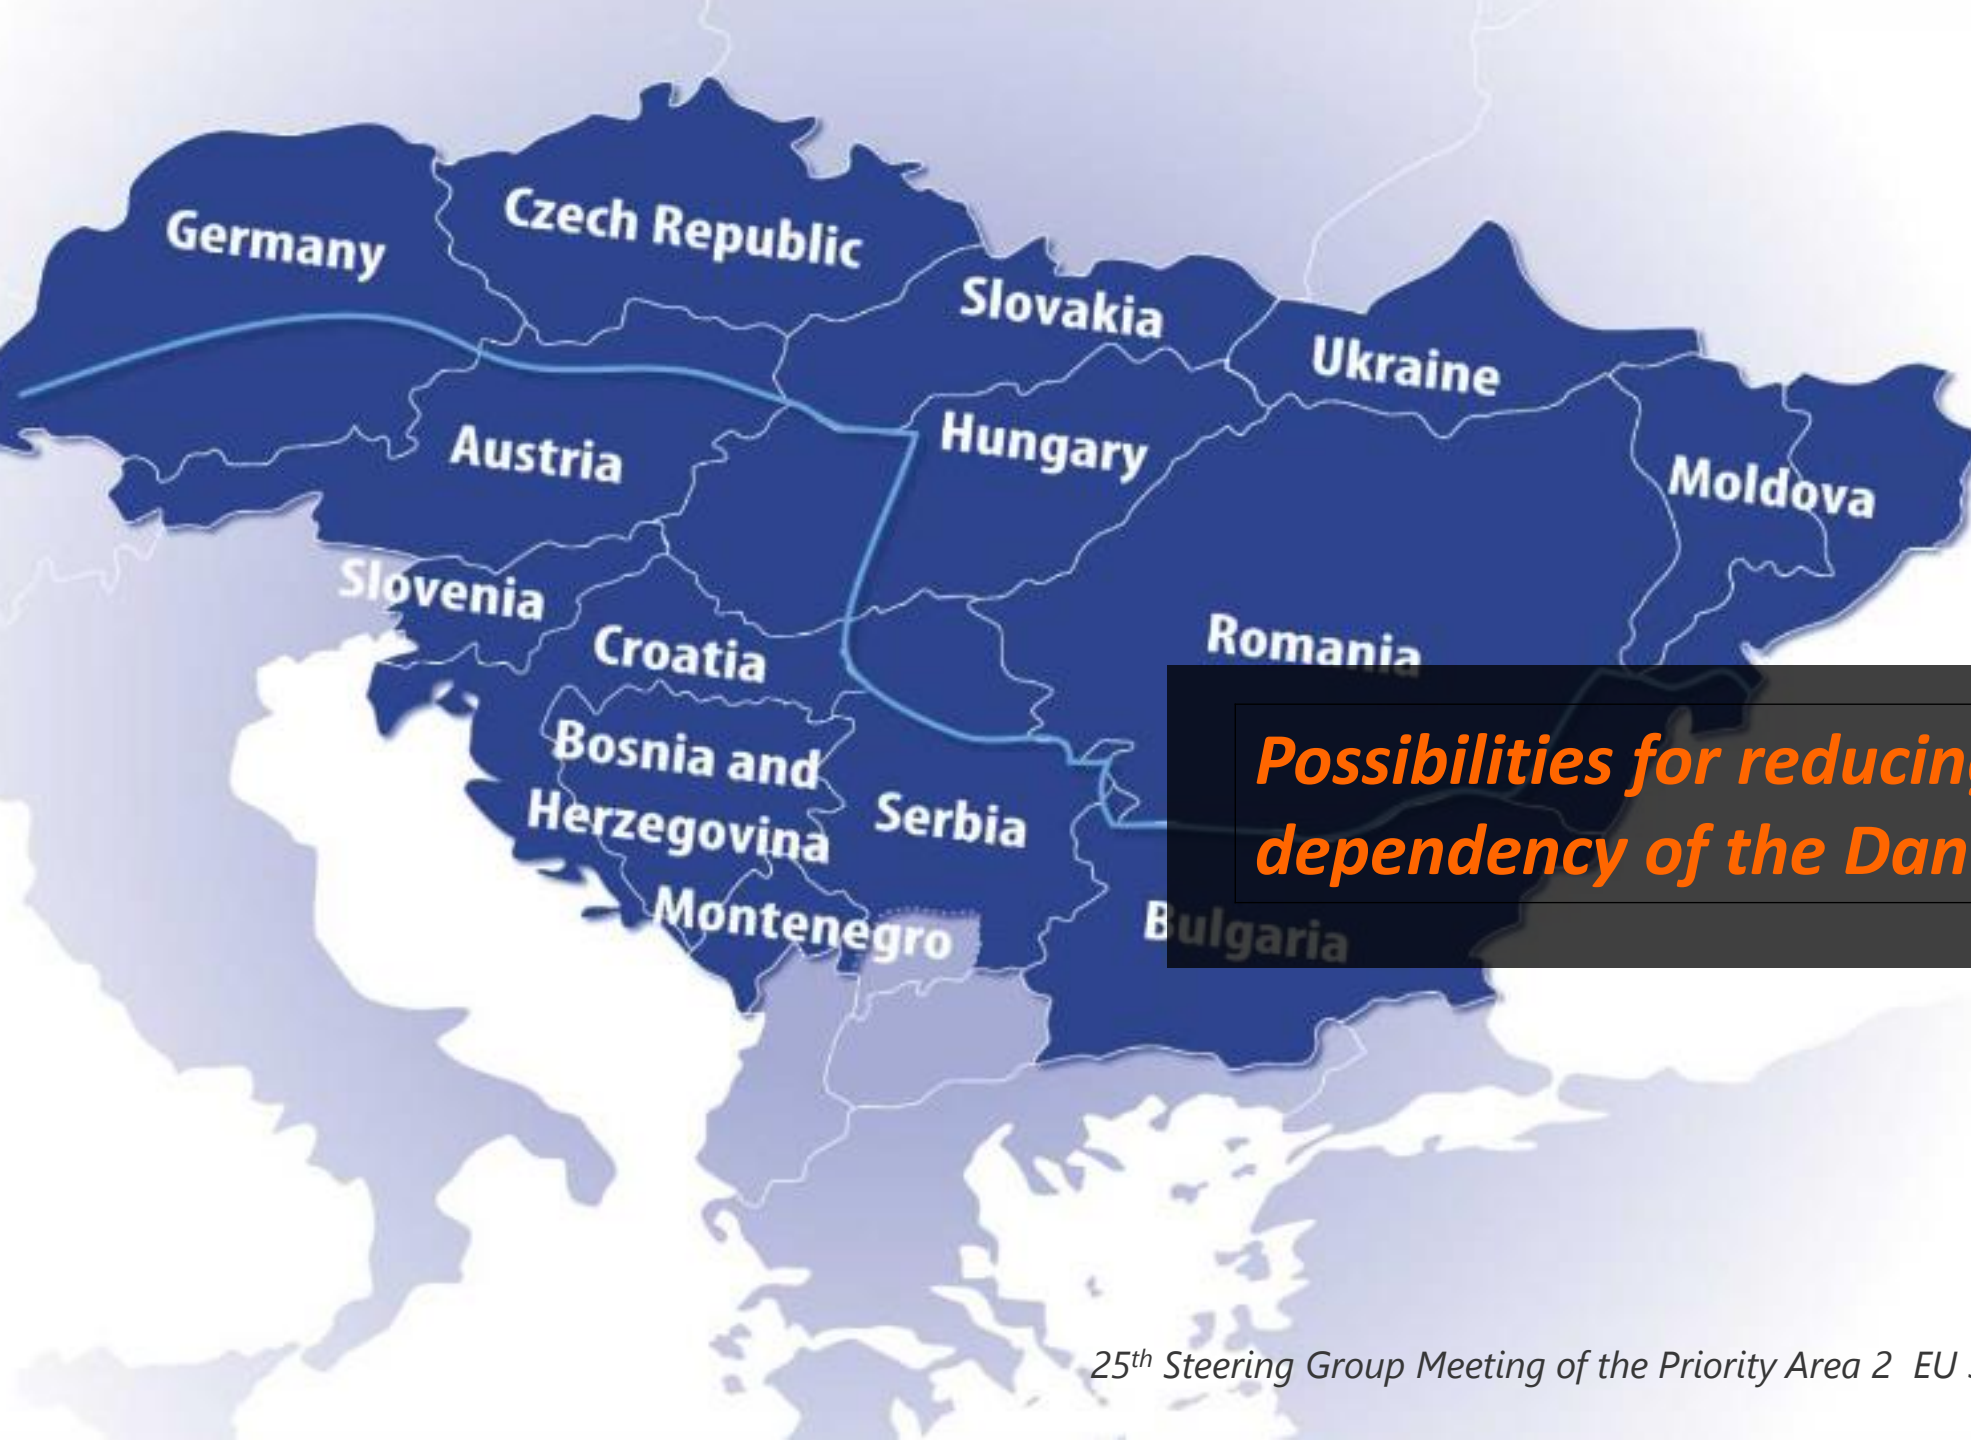 Germany
Czech Republic
Slovakia
Ukraine
Austria
Hungary
Moldova
Slovenia
Croatia
Romania
Bosnia and
Herzegovina
Serbia
Montenegro
Bulgaria
Possibilities for reducing
dependency of the Dan
25th Steering Group Meeting of the Priority Area 2 EU